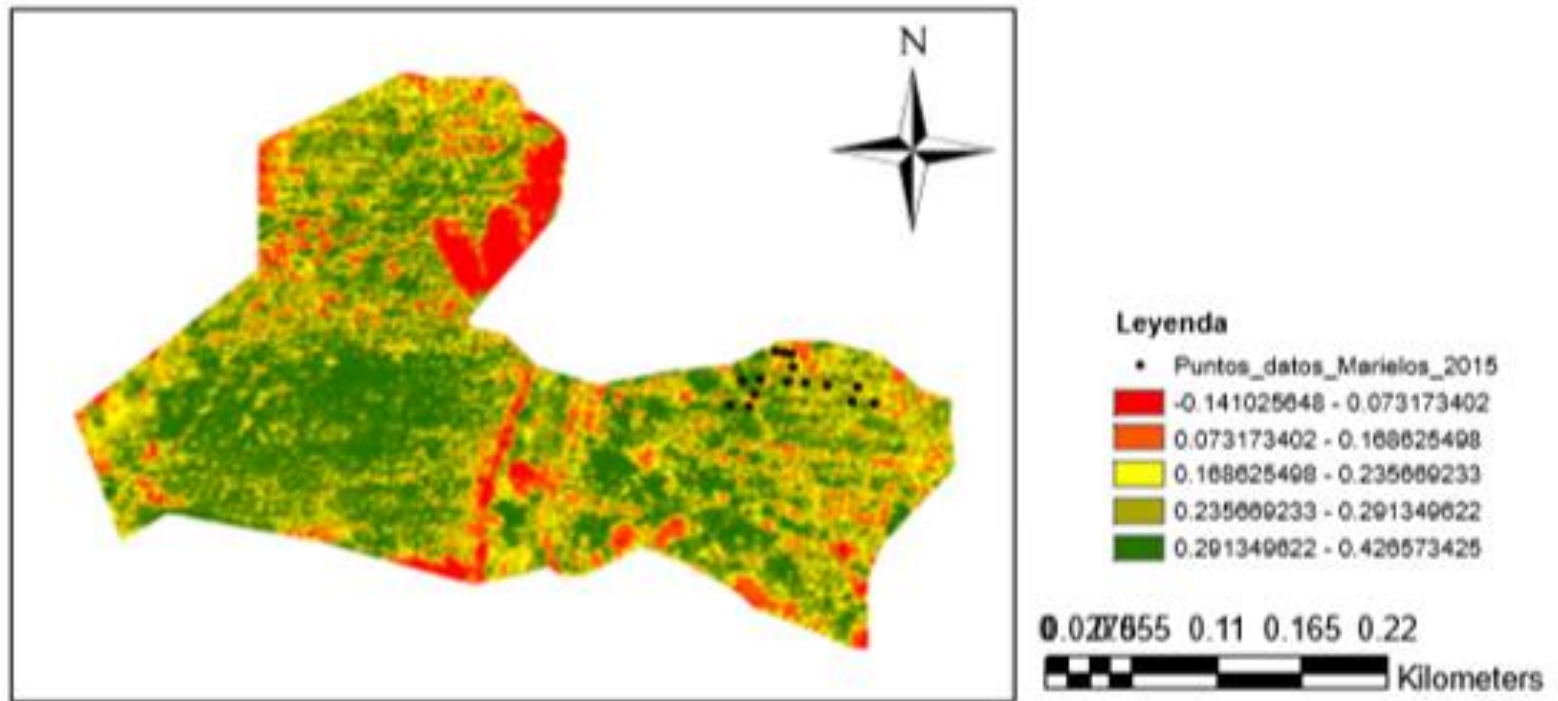 N
Leyenda
Puntos_datos_Marielos_2015
-0.141025648 - 0.073173402
0.073173402 - 0.168625498
0.168625498 - 0.235669233
0.235669233 - 0.291349622
0.291349622 - 0.426573425
0.11 0.165 0.22
Kilometers